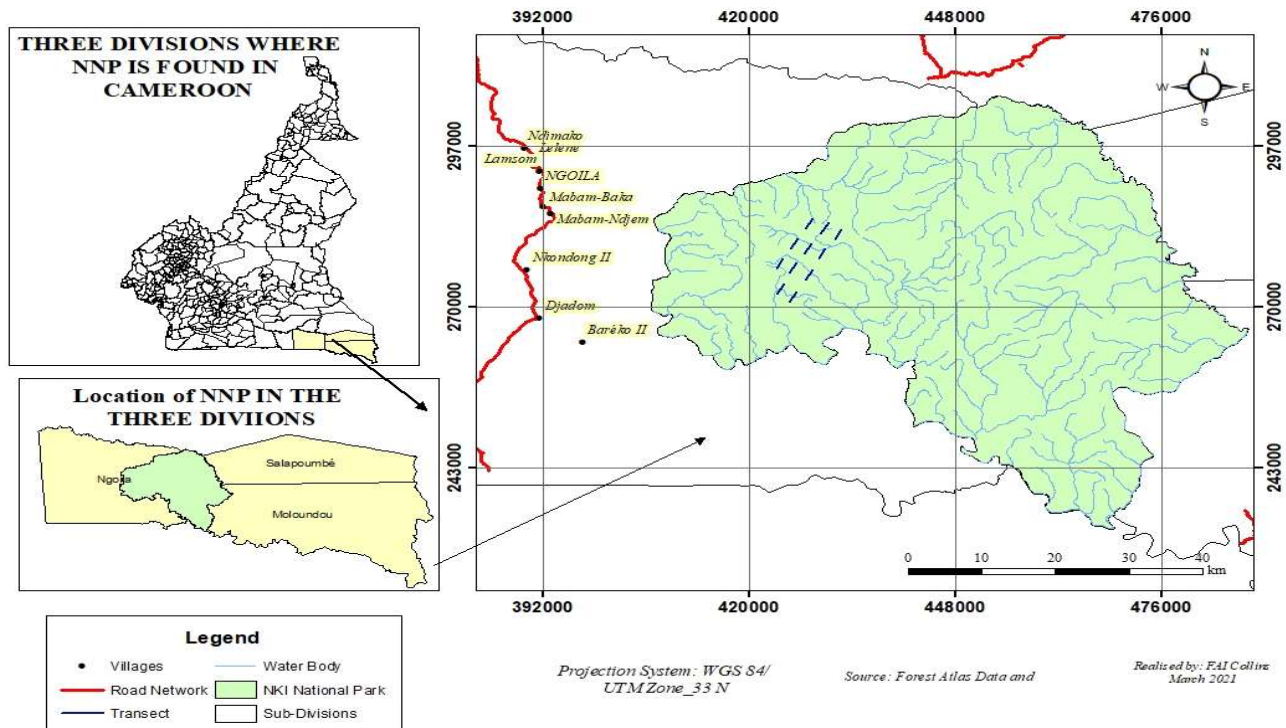 THREE DIVISIONS WHERE
NNP IS FOUND IN
CAMEROON
Location of NNP IN THE
THREE DIVIIONS
Ngoila
Salapoumbé
Moloundou
Legend
Villages
Water Body
Road Network
NKI National Park
Transect
Sub-Divisions
392000
420000
448000
476000
297000
297000
270000
270000
243000
243000
Ndimako
Lelene
Lamsom
NGOILA
Mabam-Baka
Mabam-Ndjem
Nkondong II
Djadom
Baréko II
N
W
E
S
0
10
20
30
40
km
392000
420000
448000
476000
Projection System: WGS 84/
UTM Zone_33 N
Source: Forest Atlas Data and
Realised by: FAI Collins
March 2021